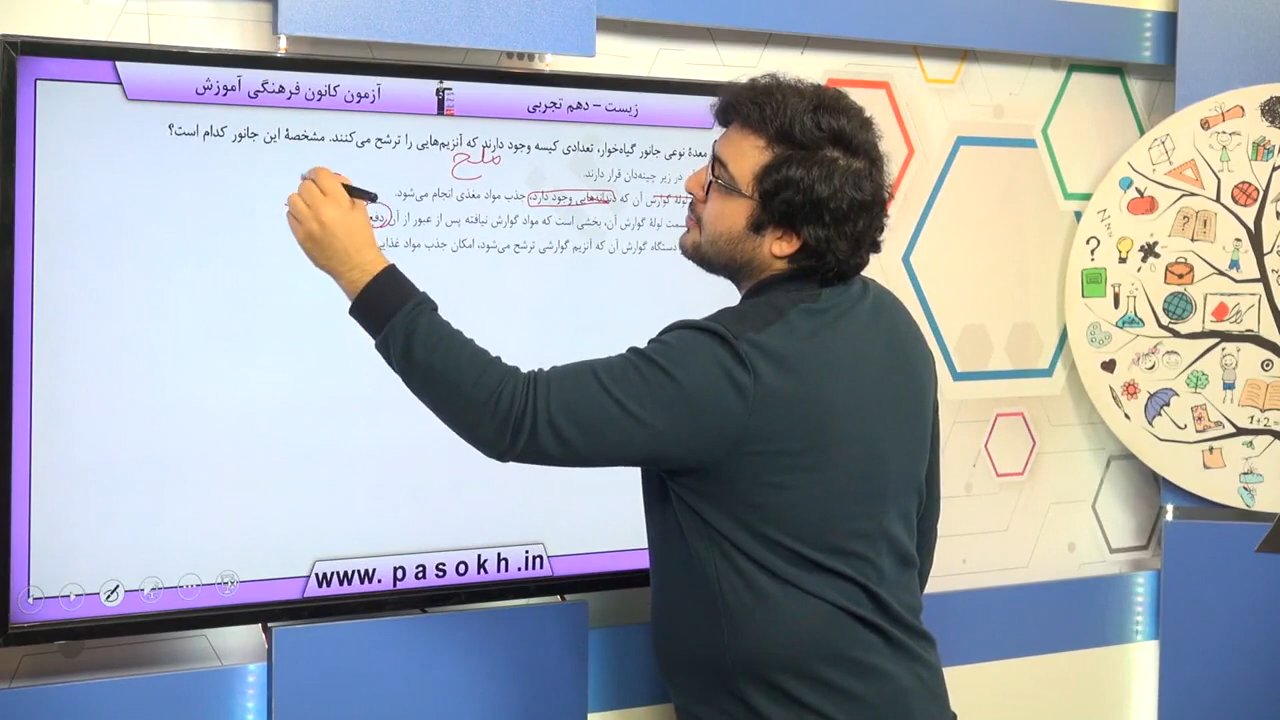 آزمون کانون فرهنگی آموزش
زیست - دهم تجربی
معدهٔ نوعی جانور گیاه‌خوار، تعدادی کیسه وجود دارند که آنزیم‌هایی را ترشح می‌کنند. مشخصهٔ این جانور کدام است؟
ملخ
در زیر چینه‌دان قرار دارند.
لولهٔ گوارش آن که دندانه‌هایی وجود دارد، جذب مواد مغذی انجام می‌شود.
لولهٔ گوارش آن، بخشی است که مواد گوارش نیافته پس از عبور از آن دفع
دستگاه گوارش آن که آنزیم گوارشی ترشح می‌شود، امکان جذب مواد غذایی
www.pasokh.in
1+2=